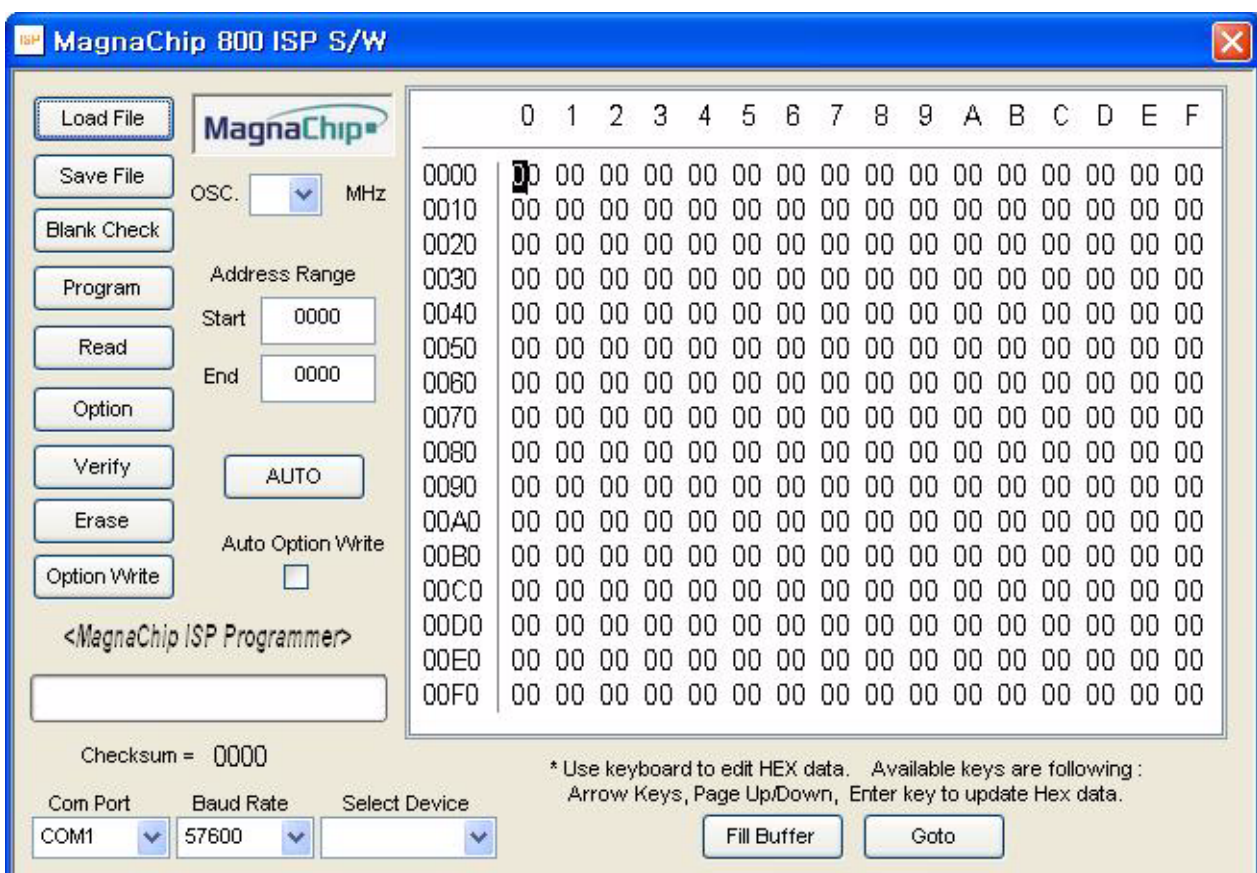 ISP MagnaChip 800 ISP S/W
Load File
Save File
Blank Check
Program
Read
Option
Verify
Erase
Option Write
MagnaChip
OSC. MHz
Address Range
Start 0000
End 0000
AUTO
Auto Option Write
<MagnaChip ISP Programmer>
Checksum = 0000
Com Port Baud Rate Select Device
COM1 57600
0 1 2 3 4 5 6 7 8 9 A B C D E F
0000 00 00 00 00 00 00 00 00 00 00 00 00 00 00 00 00
0010 00 00 00 00 00 00 00 00 00 00 00 00 00 00 00 00
0020 00 00 00 00 00 00 00 00 00 00 00 00 00 00 00 00
0030 00 00 00 00 00 00 00 00 00 00 00 00 00 00 00 00
0040 00 00 00 00 00 00 00 00 00 00 00 00 00 00 00 00
0050 00 00 00 00 00 00 00 00 00 00 00 00 00 00 00 00
0060 00 00 00 00 00 00 00 00 00 00 00 00 00 00 00 00
0070 00 00 00 00 00 00 00 00 00 00 00 00 00 00 00 00
0080 00 00 00 00 00 00 00 00 00 00 00 00 00 00 00 00
0090 00 00 00 00 00 00 00 00 00 00 00 00 00 00 00 00
00A0 00 00 00 00 00 00 00 00 00 00 00 00 00 00 00 00
00B0 00 00 00 00 00 00 00 00 00 00 00 00 00 00 00 00
00C0 00 00 00 00 00 00 00 00 00 00 00 00 00 00 00 00
00D0 00 00 00 00 00 00 00 00 00 00 00 00 00 00 00 00
00E0 00 00 00 00 00 00 00 00 00 00 00 00 00 00 00 00
00F0 00 00 00 00 00 00 00 00 00 00 00 00 00 00 00 00
* Use keyboard to edit HEX data. Available keys are following :
Arrow Keys, Page Up/Down, Enter key to update Hex data.
Fill Buffer Goto